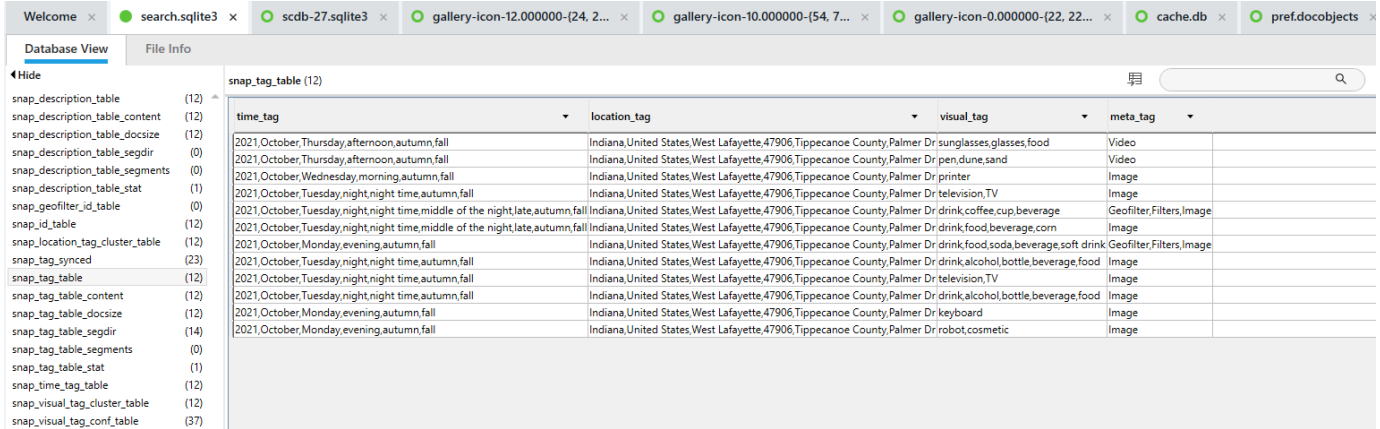 Welcome × search.sqlite3 × scdb-27.sqlite3 × gallery-icon-12.000000-{24, 2... × gallery-icon-10.000000-{54, 7... × gallery-icon-0.000000-{22, 22... × cache.db × pref.docobjects ×
Database View File Info
Hide
snap_tag_table (12)
snap_description_table (12)
snap_description_table_content (12)
snap_description_table_docsize (12)
snap_description_table_segdir (0)
snap_description_table_segments (0)
snap_description_table_stat (1)
snap_geofilter_id_table (0)
snap_id_table (12)
snap_location_tag_cluster_table (12)
snap_tag_synced (23)
snap_tag_table (12)
snap_tag_table_content (12)
snap_tag_table_docsize (12)
snap_tag_table_segdir (14)
snap_tag_table_segments (0)
snap_tag_table_stat (1)
snap_time_tag_table (12)
snap_visual_tag_cluster_table (12)
snap_visual_tag_conf_table (37)
time_tag location_tag visual_tag meta_tag
2021,October,Thursday,afternoon,autumn,fall Indiana,United States,West Lafayette,47906,Tippecanoe County,Palmer Dr sunglasses,glasses,food Video
2021,October,Thursday,afternoon,autumn,fall Indiana,United States,West Lafayette,47906,Tippecanoe County,Palmer Dr pen,dune,sand Video
2021,October,Wednesday,morning,autumn,fall Indiana,United States,West Lafayette,47906,Tippecanoe County,Palmer Dr printer Image
2021,October,Tuesday,night,night time,autumn,fall Indiana,United States,West Lafayette,47906,Tippecanoe County,Palmer Dr television,TV Image
2021,October,Tuesday,night,night time,middle of the night,late,autumn,fall Indiana,United States,West Lafayette,47906,Tippecanoe County,Palmer Dr drink,coffee,cup,beverage Geofilter,Filters,Image
2021,October,Tuesday,night,night time,middle of the night,late,autumn,fall Indiana,United States,West Lafayette,47906,Tippecanoe County,Palmer Dr drink,food,beverage,corn Image
2021,October,Monday,evening,autumn,fall Indiana,United States,West Lafayette,47906,Tippecanoe County,Palmer Dr drink,food,soda,beverage,soft drink Geofilter,Filters,Image
2021,October,Tuesday,night,night time,autumn,fall Indiana,United States,West Lafayette,47906,Tippecanoe County,Palmer Dr drink,alcohol,bottle,beverage,food Image
2021,October,Tuesday,night,night time,autumn,fall Indiana,United States,West Lafayette,47906,Tippecanoe County,Palmer Dr television,TV Image
2021,October,Tuesday,night,night time,autumn,fall Indiana,United States,West Lafayette,47906,Tippecanoe County,Palmer Dr drink,alcohol,bottle,beverage,food Image
2021,October,Monday,evening,autumn,fall Indiana,United States,West Lafayette,47906,Tippecanoe County,Palmer Dr keyboard Image
2021,October,Monday,evening,autumn,fall Indiana,United States,West Lafayette,47906,Tippecanoe County,Palmer Dr robot,cosmetic Image